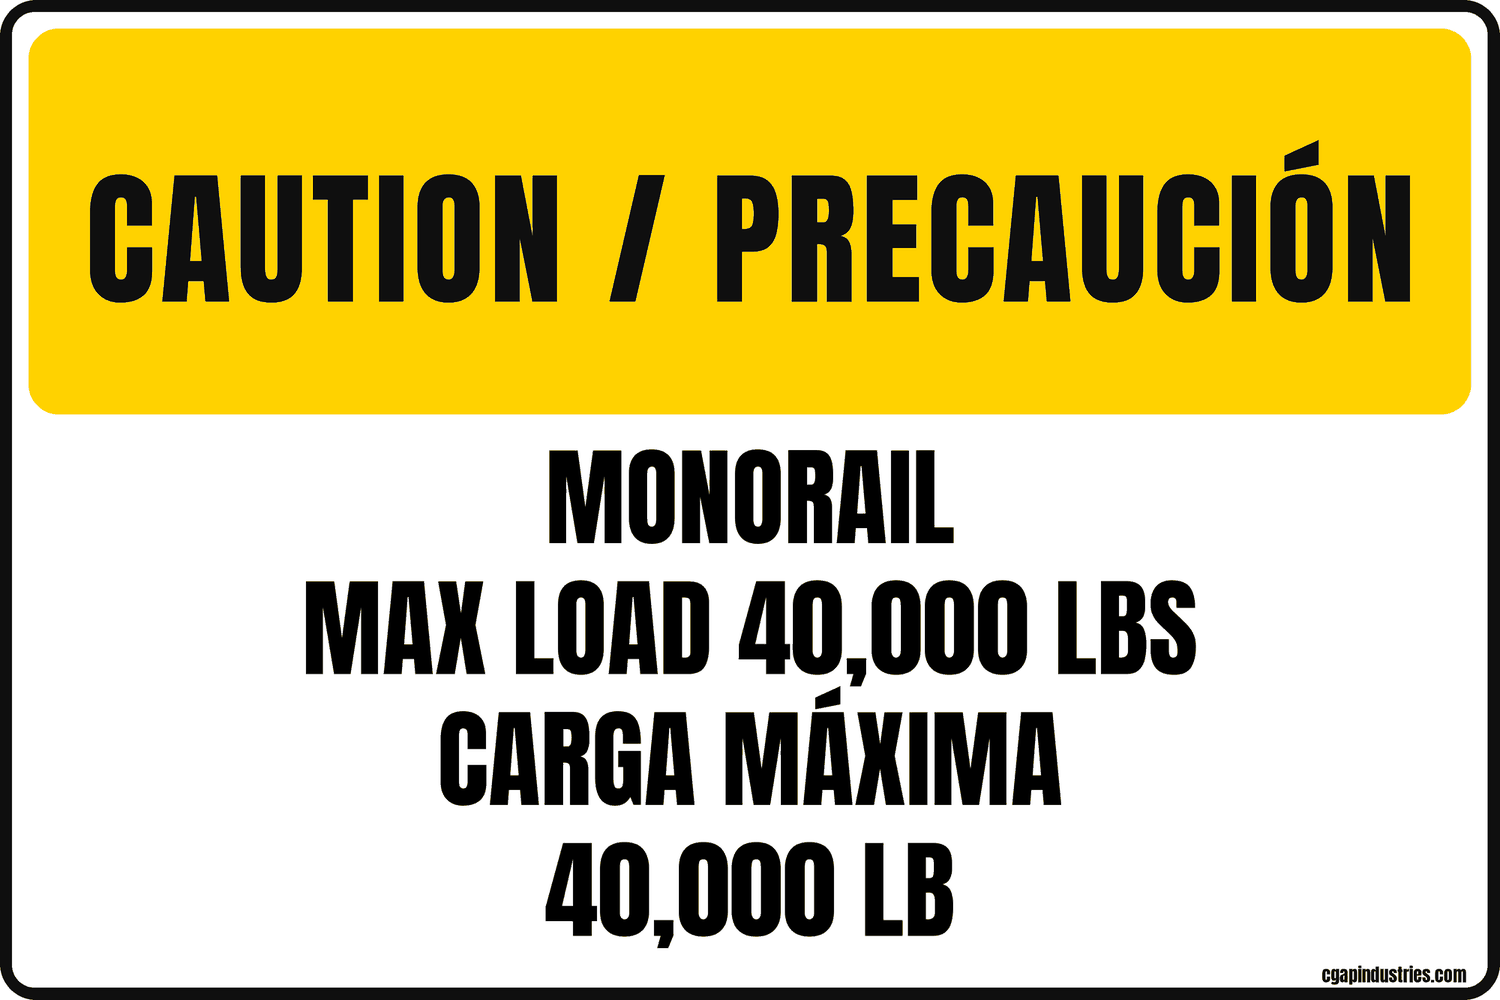 CAUTION / PRECAUCIÓN
MONORAIL
MAX LOAD 40,000 LBS
CARGA MÁXIMA
40,000 LB
cgapindustries.com